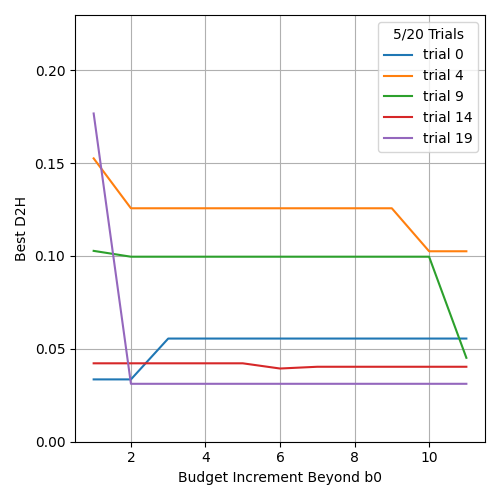 5/20 Trials
trial 0
trial 4
trial 9
trial 14
trial 19
0.20
0.15
0.10
0.05
0.00
Best D2H
2 4 6 8 10
Budget Increment Beyond b0